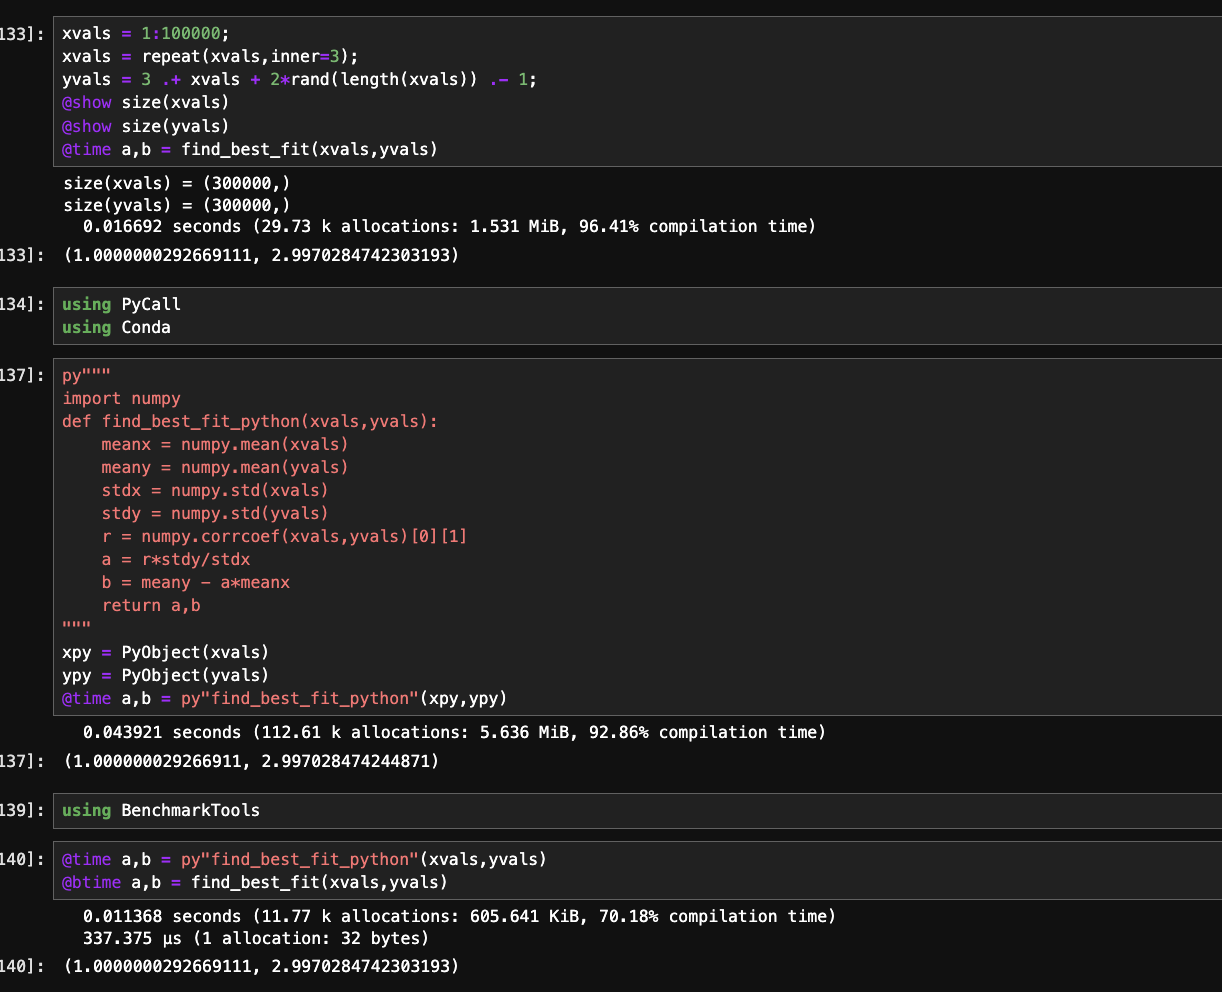 133]: xvals = 1:100000;
xvals = repeat(xvals,inner=3);
yvals = 3 .+ xvals + 2*rand(length(xvals)) .- 1;
@show size(xvals)
@show size(yvals)
@time a,b = find_best_fit(xvals,yvals)
size(xvals) = (300000,)
size(yvals) = (300000,)
  0.016692 seconds (29.73 k allocations: 1.531 MiB, 96.41% compilation time)
133]: (1.0000000292669111, 2.9970284742303193)
134]: using PyCall
using Conda
137]: py"""
import numpy
def find_best_fit_python(xvals,yvals):
    meanx = numpy.mean(xvals)
    meany = numpy.mean(yvals)
    stdx = numpy.std(xvals)
    stdy = numpy.std(yvals)
    r = numpy.corrcoef(xvals,yvals)[0][1]
    a = r*stdy/stdx
    b = meany - a*meanx
    return a,b
"""
xpy = PyObject(xvals)
ypy = PyObject(yvals)
@time a,b = py"find_best_fit_python"(xpy,ypy)
  0.043921 seconds (112.61 k allocations: 5.636 MiB, 92.86% compilation time)
137]: (1.000000029266911, 2.997028474244871)
139]: using BenchmarkTools
140]: @time a,b = py"find_best_fit_python"(xvals,yvals)
@btime a,b = find_best_fit(xvals,yvals)
  0.011368 seconds (11.77 k allocations: 605.641 KiB, 70.18% compilation time)
  337.375 μs (1 allocation: 32 bytes)
140]: (1.0000000292669111, 2.9970284742303193)